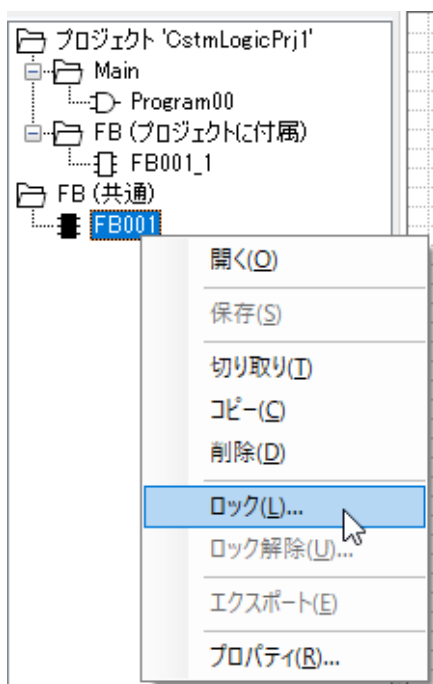 プロジェクト 'CstmLogicPrj1'
Main
Program00
FB (プロジェクトに付属)
FB001_1
FB (共通)
FB001
開く(O)
保存(S)
切り取り(T)
コピー(C)
削除(D)
ロック(L)...
ロック解除(U)...
エクスポート(E)
プロパティ(R)...